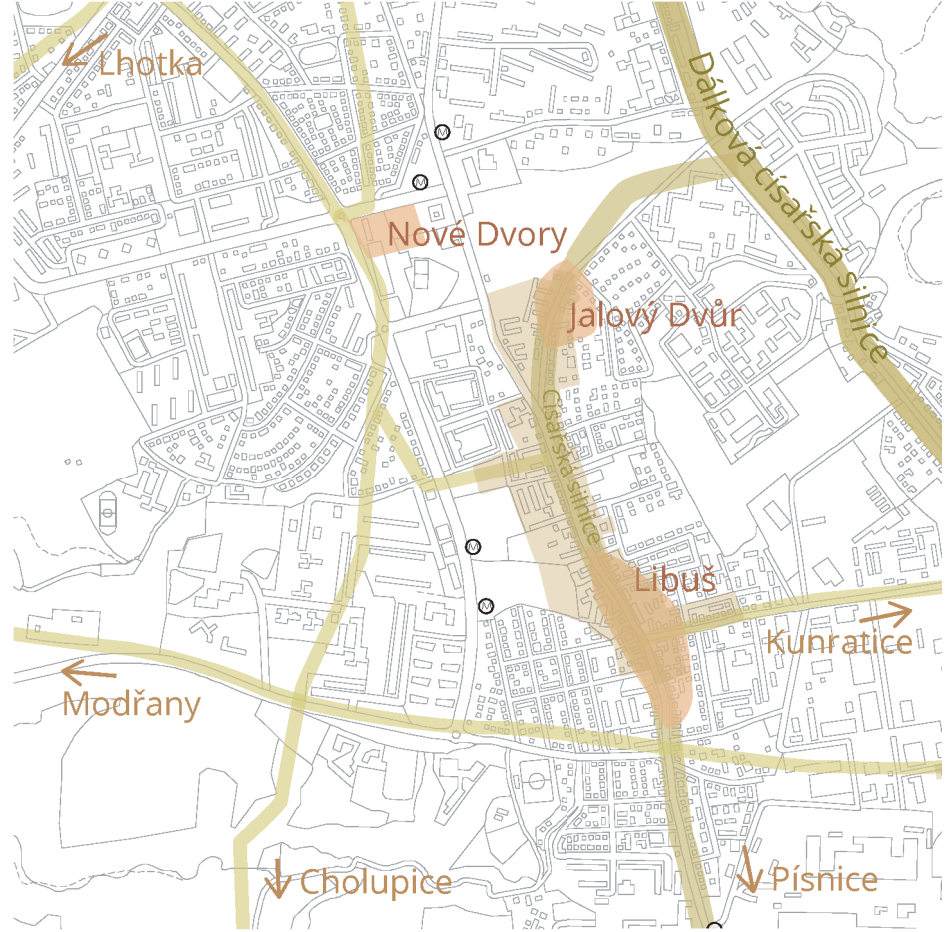 Lhotka
Dálková císařská silnice
M
M
Nové Dvory
Jalový Dvůr
Císařská silnice
M
Libuš
M
Kunratice
Modřany
Cholupice
Písnice